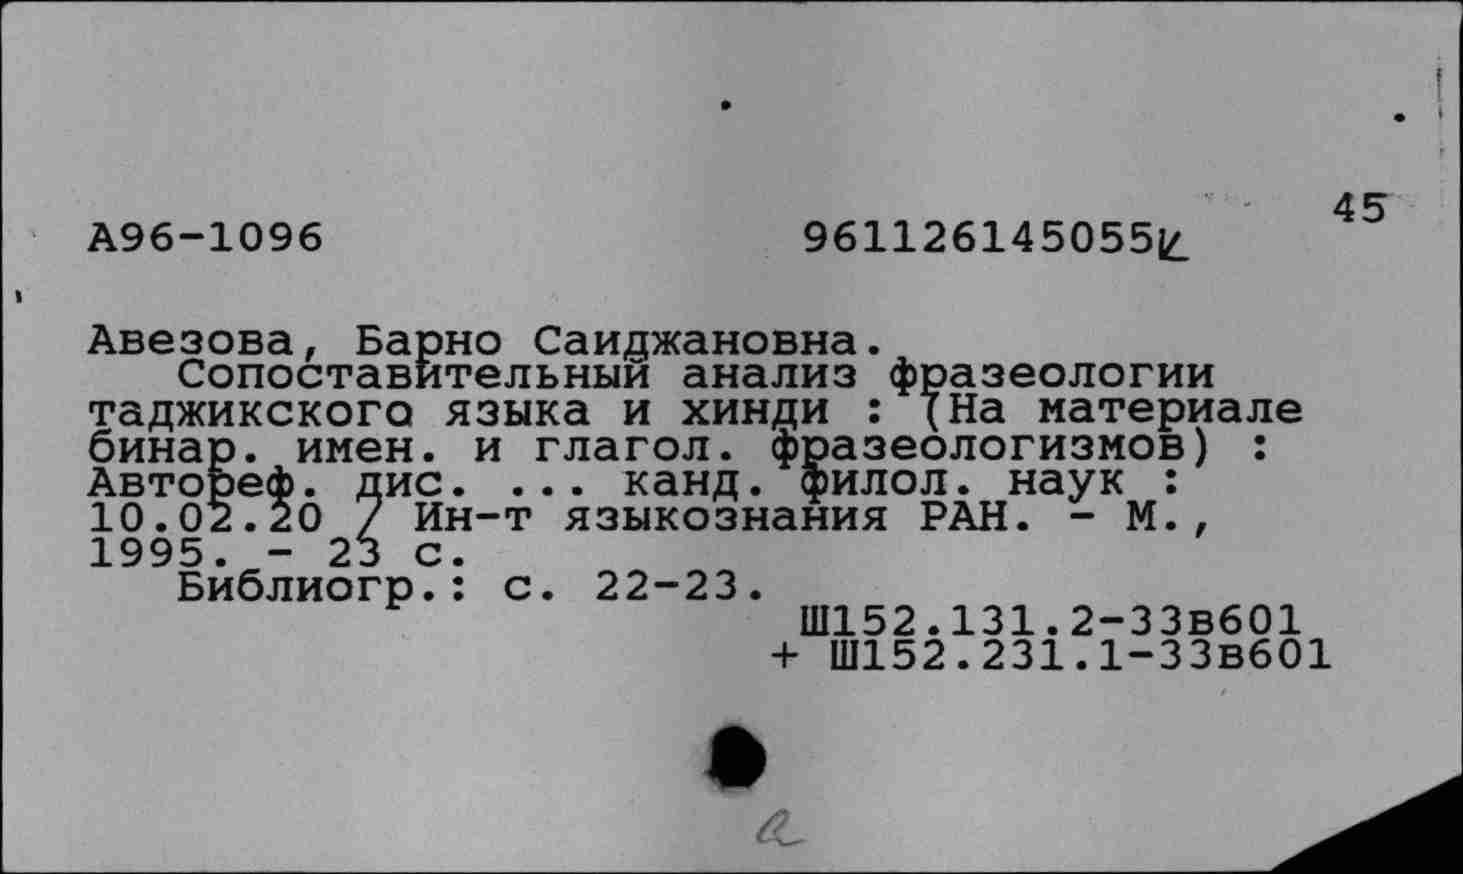 45
А96-1096 961126145055
Авезова, Барно Саиджановна.
Сопоставительный анализ фразеологии
таджикского языка и хинди : (На материале
бинар. имен. и глагол. фразеологизмов) :
Автореф. дис. ... канд. филол. наук :
10.02.20 / Ин-т языкознания РАН. - М.,
1995. - 23 с.
Библиогр.: с. 22-23.
Ш152.131.2-33в601
+ Ш152.231.1-33в601
a